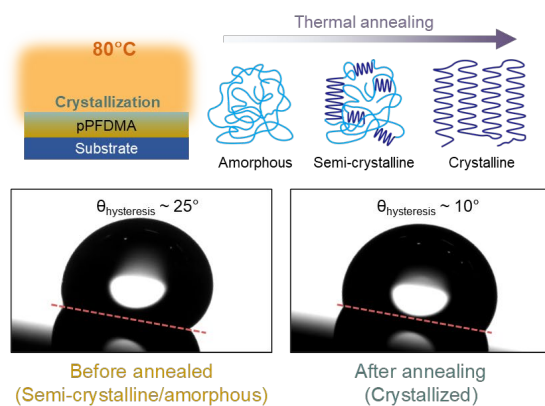 Thermal annealing
80°C
Crystallization
pPFDMA
Substrate
Amorphous
Semi-crystalline
Crystalline
θhysteresis ~ 25°
θhysteresis ~ 10°
Before annealed
(Semi-crystalline/amorphous)
After annealing
(Crystallized)